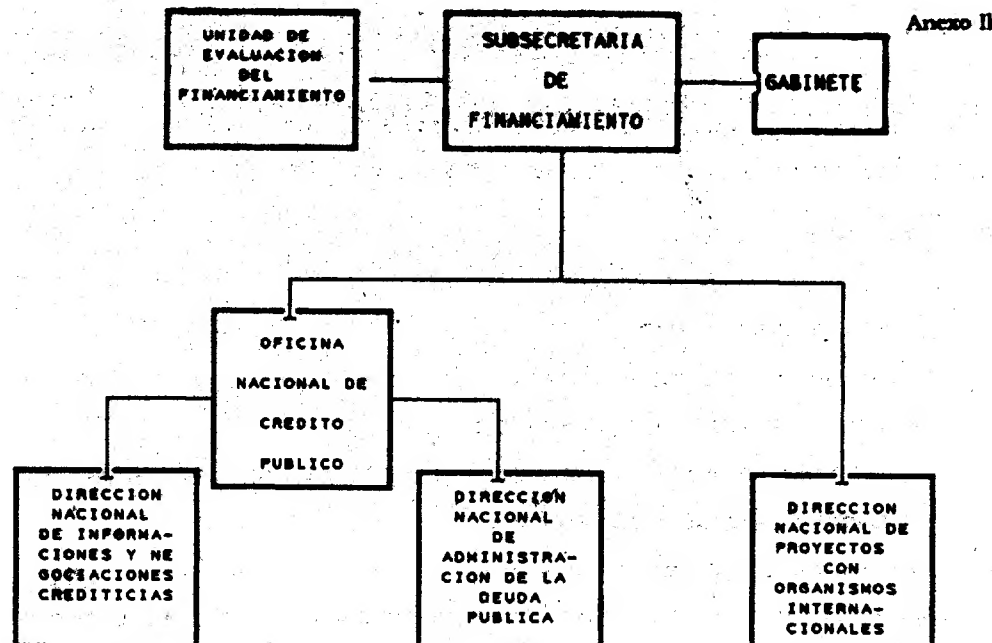 Anexo II
UNIDAD DE
EVALUACION
DEL
FINANCIAMIENTO
SUBSECRETARIA
DE
FINANCIAMIENTO
GABINETE
OFICINA
NACIONAL DE
CREDITO
PUBLICO
DIRECCION
NACIONAL
DE INFORMA-
CIONES Y NE
GOCIACIONES
CREDITICIAS
DIRECCION
NACIONAL
DE
ADMINISTRA-
CION DE LA
DEUDA
PUBLICA
DIRECCION
NACIONAL DE
PROYECTOS
CON
ORGANISMOS
INTERNA-
CIONALES